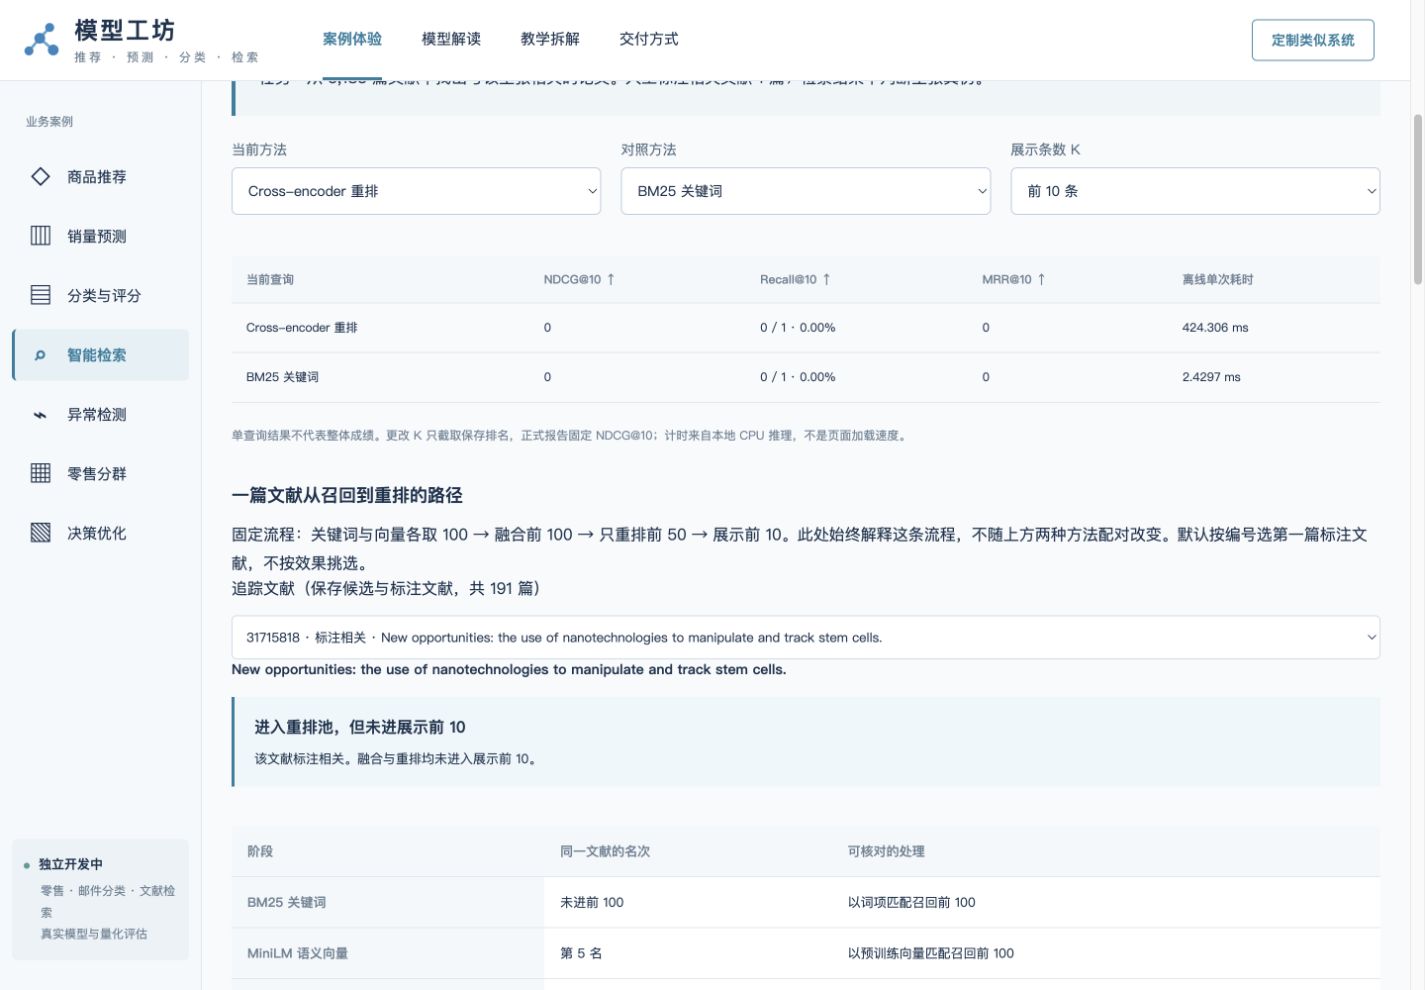 模型工坊
推荐 · 预测 · 分类 · 检索
案例体验
模型解读
教学拆解
交付方式
定制类似系统
业务案例
商品推荐
销量预测
分类与评分
智能检索
异常检测
零售分群
决策优化
独立开发中
零售 · 邮件分类 · 文献检
索
真实模型与量化评估
当前方法
对照方法
展示条数 K
Cross-encoder 重排
BM25 关键词
前 10 条
当前查询 NDCG@10 ↑ Recall@10 ↑ MRR@10 ↑ 离线单次耗时
Cross-encoder 重排 0 0 / 1 · 0.00% 0 424.306 ms
BM25 关键词 0 0 / 1 · 0.00% 0 2.4297 ms
单查询结果不代表整体成绩。更改 K 只截取保存排名，正式报告固定 NDCG@10；计时来自本地 CPU 推理，不是页面加载速度。
一篇文献从召回到重排的路径
固定流程：关键词与向量各取 100 → 融合前 100 → 只重排前 50 → 展示前 10。此处始终解释这条流程，不随上方两种方法配对改变。默认按编号选第一篇标注文
献，不按效果挑选。
追踪文献（保存候选与标注文献，共 191 篇）
31715818 · 标注相关 · New opportunities: the use of nanotechnologies to manipulate and track stem cells.
New opportunities: the use of nanotechnologies to manipulate and track stem cells.
进入重排池，但未进展示前 10
该文献标注相关。融合与重排均未进入展示前 10。
阶段 同一文献的名次 可核对的处理
BM25 关键词 未进前 100 以词项匹配召回前 100
MiniLM 语义向量 第 5 名 以预训练向量匹配召回前 100